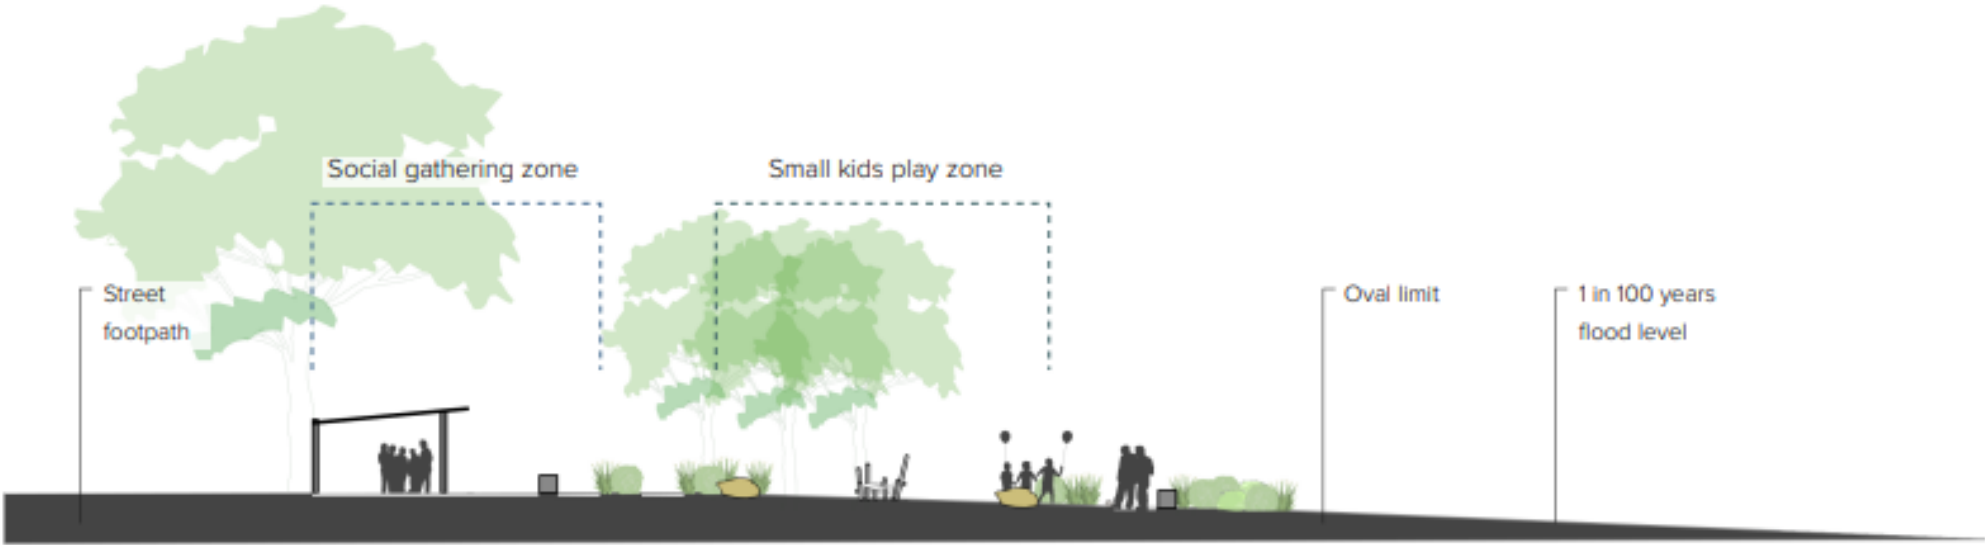 Social gathering zone
Small kids play zone
Street
footpath
Oval limit
1 in 100 years
flood level